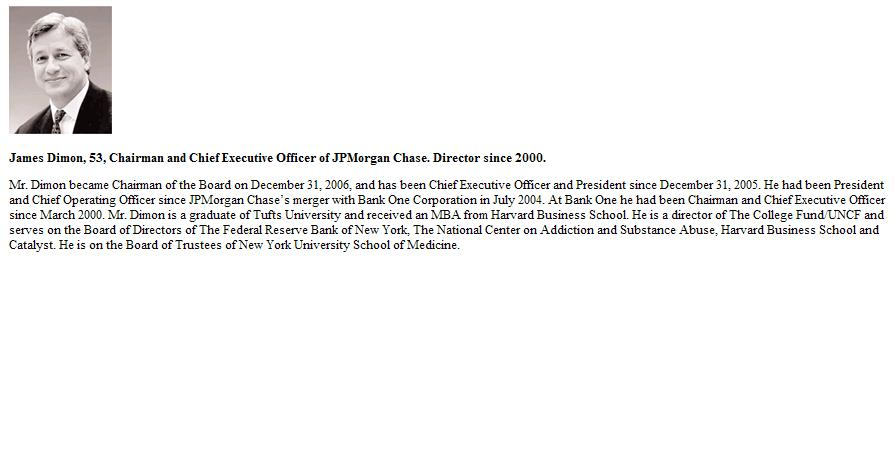 James Dimon, 53, Chairman and Chief Executive Officer of JPMorgan Chase. Director since 2000.
Mr. Dimon became Chairman of the Board on December 31, 2006, and has been Chief Executive Officer and President since December 31, 2005. He had been President
and Chief Operating Officer since JPMorgan Chase’s merger with Bank One Corporation in July 2004. At Bank One he had been Chairman and Chief Executive Officer
since March 2000. Mr. Dimon is a graduate of Tufts University and received an MBA from Harvard Business School. He is a director of The College Fund/UNCF and
serves on the Board of Directors of The Federal Reserve Bank of New York, The National Center on Addiction and Substance Abuse, Harvard Business School and
Catalyst. He is on the Board of Trustees of New York University School of Medicine.